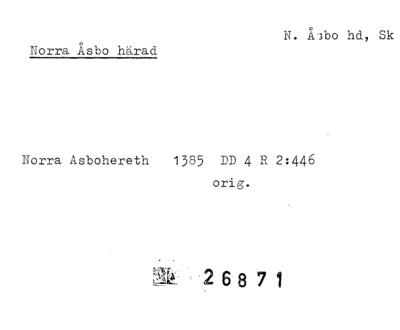 N. Åsbo hd, Sk
Norra Åsbo härad
Norra Asbohereth 1385 DD 4 R 2:446
orig.
26871